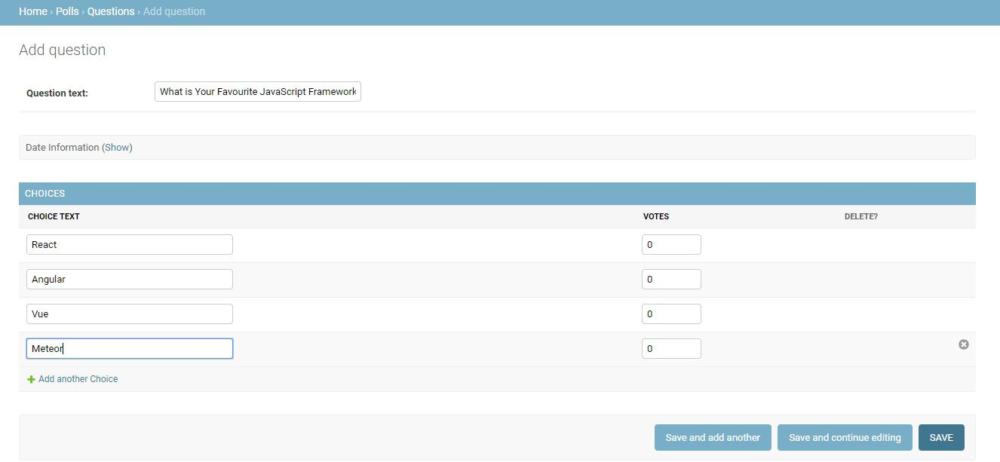 Home › Polls › Questions › Add question
Add question
Question text: What is Your Favourite JavaScript Framework
Date Information (Show)
CHOICES
CHOICE TEXT VOTES DELETE?
React 0
Angular 0
Vue 0
Meteor 0
Add another Choice
Save and add another Save and continue editing SAVE